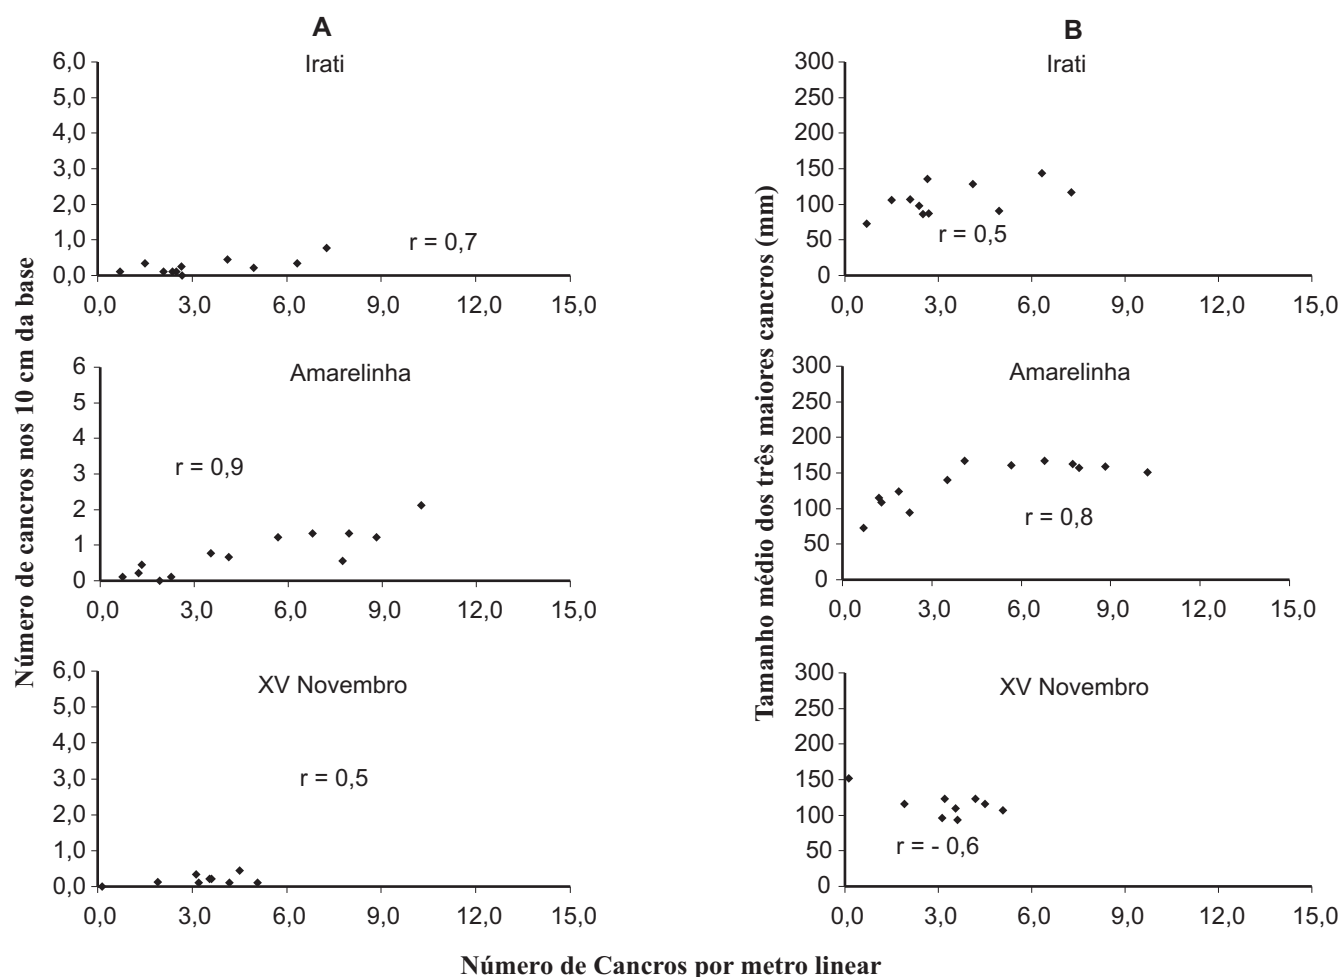 A
Irati
6,0
5,0
4,0
3,0
2,0
1,0
0,0
r = 0,7
0,0 3,0 6,0 9,0 12,0 15,0
Amarelinha
6
5
4
3
2
1
0
r = 0,9
0,0 3,0 6,0 9,0 12,0 15,0
XV Novembro
6,0
5,0
4,0
3,0
2,0
1,0
0,0
r = 0,5
0,0 3,0 6,0 9,0 12,0 15,0
Número de cancros nos 10 cm da base
B
Irati
300
250
200
150
100
50
0
r = 0,5
0,0 3,0 6,0 9,0 12,0 15,0
Amarelinha
300
250
200
150
100
50
0
r = 0,8
0,0 3,0 6,0 9,0 12,0 15,0
XV Novembro
300
250
200
150
100
50
0
r = - 0,6
0,0 3,0 6,0 9,0 12,0 15,0
Tamanho médio dos três maiores cancros (mm)
Número de Cancros por metro linear